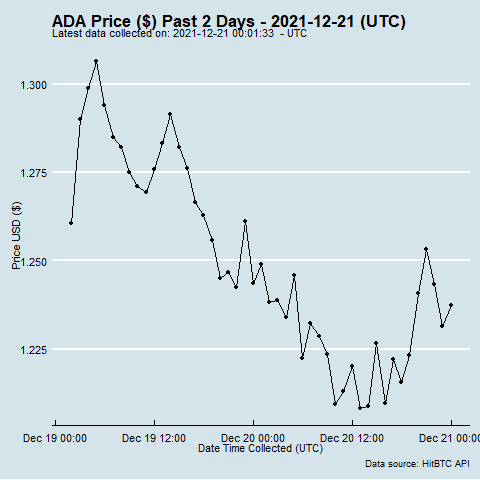 ADA Price ($) Past 2 Days - 2021-12-21 (UTC)
Latest data collected on: 2021-12-21 00:01:33 - UTC
1.300
1.275
1.250
1.225
Price USD ($)
Dec 19 00:00 Dec 19 12:00 Dec 20 00:00 Dec 20 12:00 Dec 21 00:0
Date Time Collected (UTC)
Data source: HitBTC API